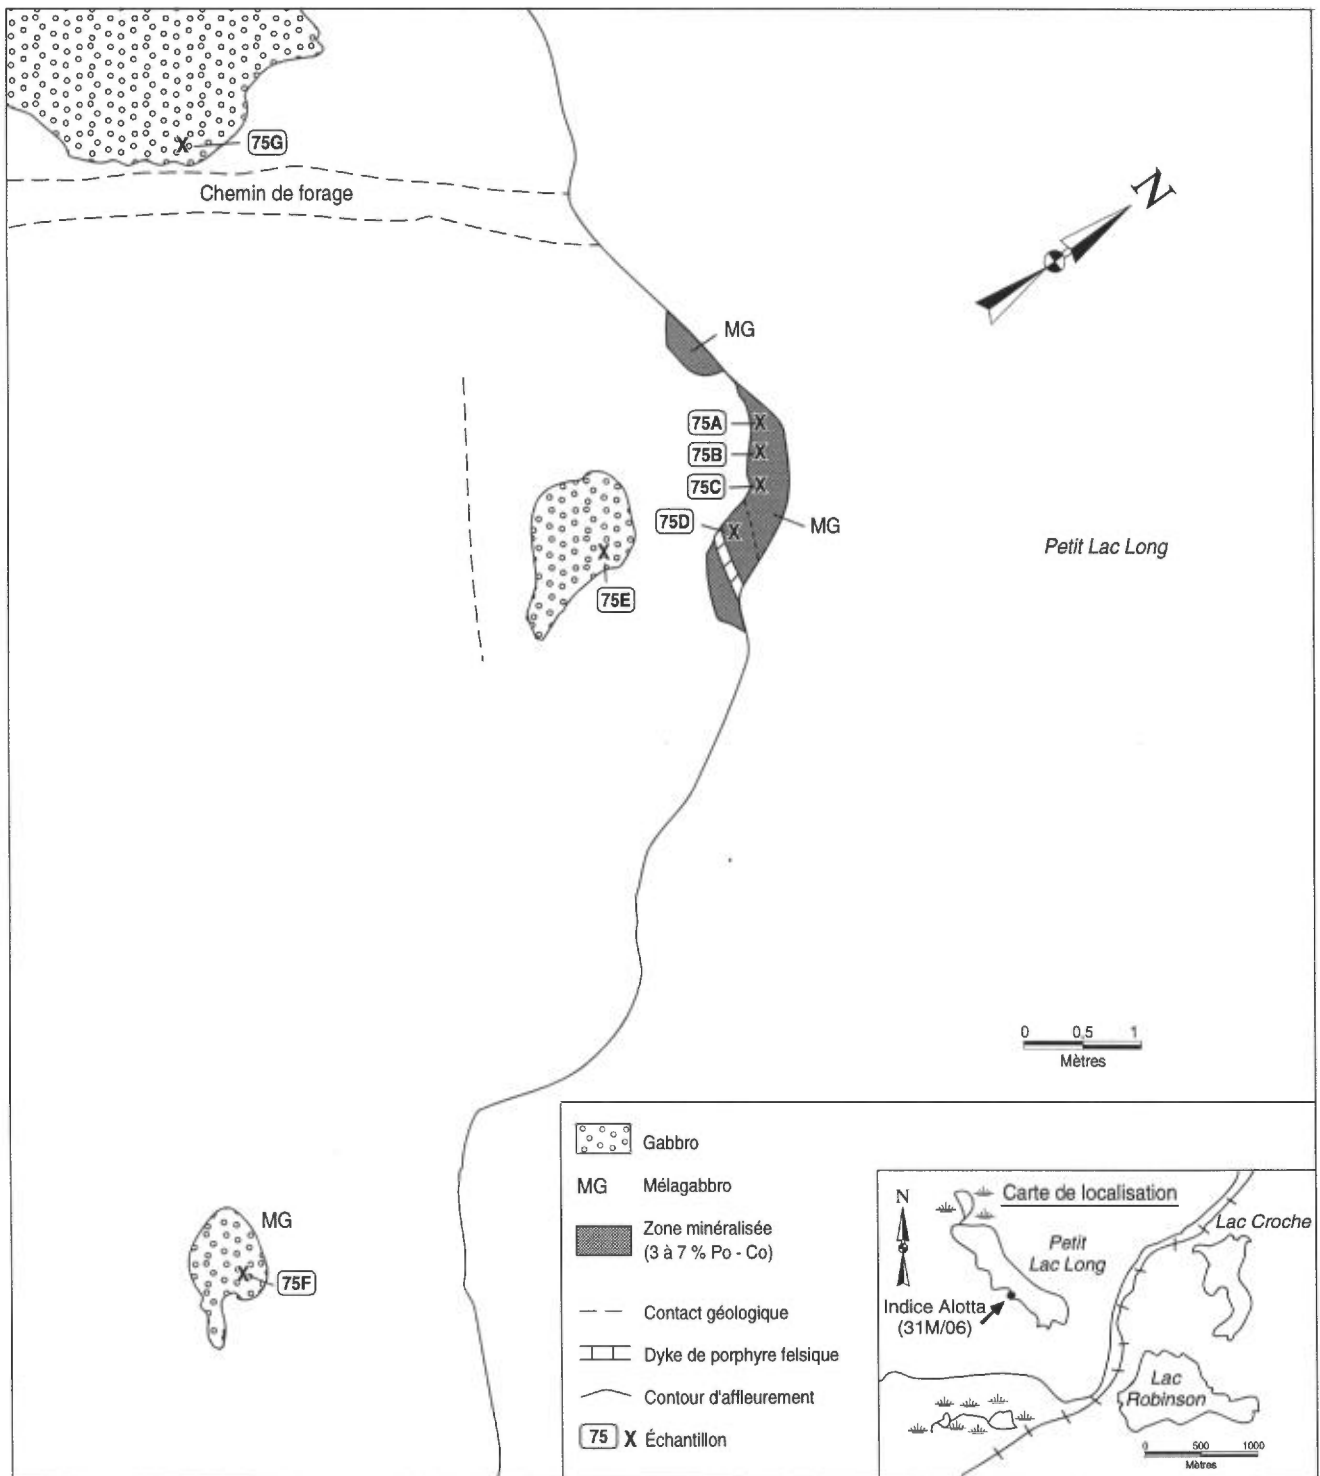 75G
Chemin de forage
N
MG
75A
75B
75C
75D
MG
75E
Petit Lac Long
0 0,5 1
Mètres
MG
75F
Gabbro
MG Mélagabbro
Zone minéralisée
(3 à 7 % Po - Co)
Contact géologique
Dyke de porphyre felsique
Contour d'affleurement
75 X Échantillon
N
Carte de localisation
Lac Croche
Petit
Lac Long
Indice Alotta
(31M/06)
Lac
Robinson
0 500 1000
Mètres